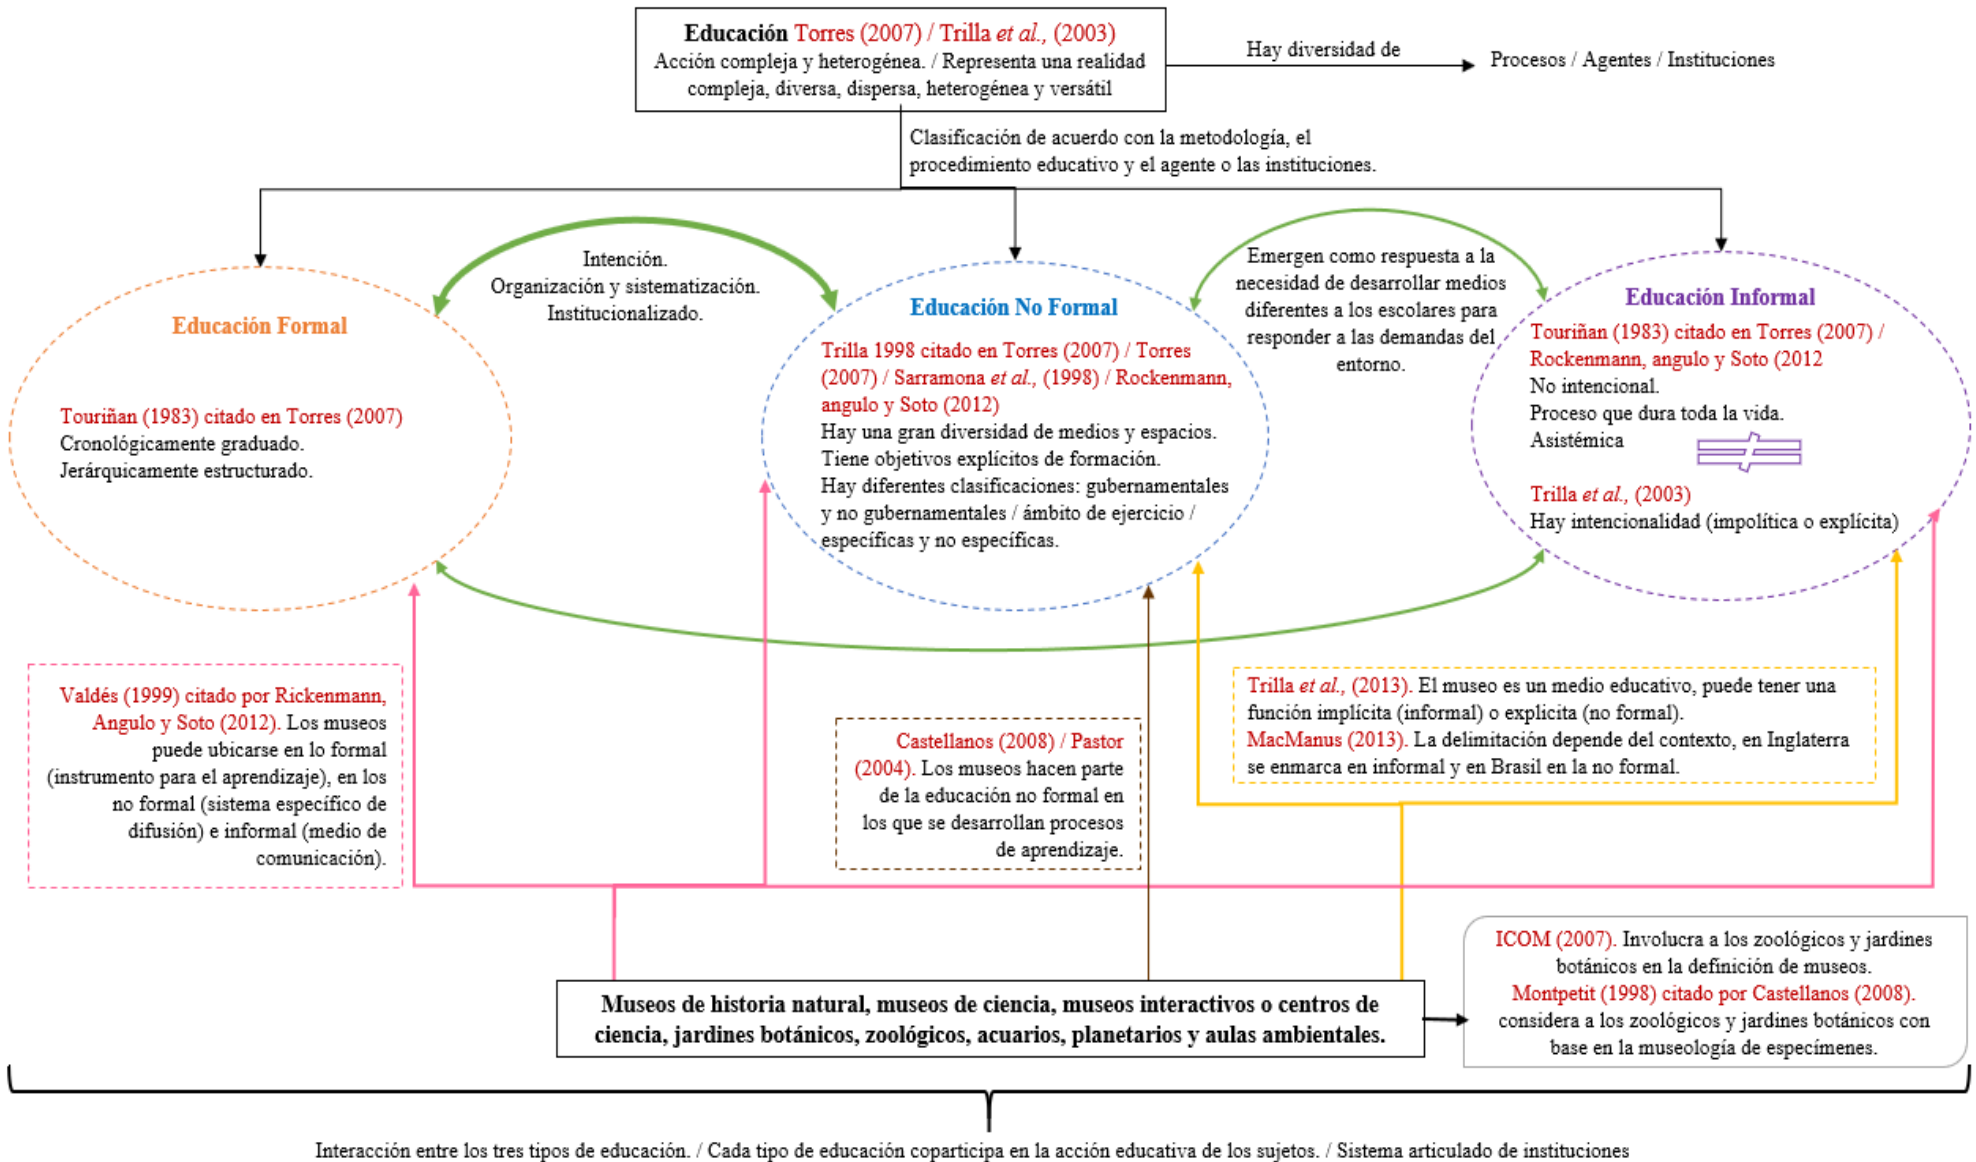 Educación Torres (2007) / Trilla et al., (2003)
Acción compleja y heterogénea. / Representa una realidad
compleja, diversa, dispersa, heterogénea y versátil
Hay diversidad de
Procesos / Agentes / Instituciones
Clasificación de acuerdo con la metodología, el
procedimiento educativo y el agente o las instituciones.
Intención.
Organización y sistematización.
Institucionalizado.
Emergen como respuesta a la
necesidad de desarrollar medios
diferentes a los escolares para
responder a las demandas del
entorno.
Educación Formal
Touriñan (1983) citado en Torres (2007)
Cronológicamente graduado.
Jerárquicamente estructurado.
Educación No Formal
Trilla 1998 citado en Torres (2007) / Torres
(2007) / Sarramona et al., (1998) / Rockenmann,
angulo y Soto (2012)
Hay una gran diversidad de medios y espacios.
Tiene objetivos explícitos de formación.
Hay diferentes clasificaciones: gubernamentales
y no gubernamentales / ámbito de ejercicio /
específicas y no específicas.
Educación Informal
Touriñan (1983) citado en Torres (2007) /
Rockenmann, angulo y Soto (2012
No intencional.
Proceso que dura toda la vida.
Asistémica
Trilla et al., (2003)
Hay intencionalidad (impolítica o explícita)
Valdés (1999) citado por Rickenmann,
Angulo y Soto (2012). Los museos
puede ubicarse en lo formal
(instrumento para el aprendizaje), en los
no formal (sistema específico de
difusión) e informal (medio de
comunicación).
Castellanos (2008) / Pastor
(2004). Los museos hacen parte
de la educación no formal en
los que se desarrollan procesos
de aprendizaje.
Trilla et al., (2013). El museo es un medio educativo, puede tener una
función implícita (informal) o explicita (no formal).
MacManus (2013). La delimitación depende del contexto, en Inglaterra
se enmarca en informal y en Brasil en la no formal.
Museos de historia natural, museos de ciencia, museos interactivos o centros de
ciencia, jardines botánicos, zoológicos, acuarios, planetarios y aulas ambientales.
ICOM (2007). Involucra a los zoológicos y jardines
botánicos en la definición de museos.
Montpetit (1998) citado por Castellanos (2008).
considera a los zoológicos y jardines botánicos con
base en la museología de especímenes.
Interacción entre los tres tipos de educación. / Cada tipo de educación coparticipa en la acción educativa de los sujetos. / Sistema articulado de instituciones